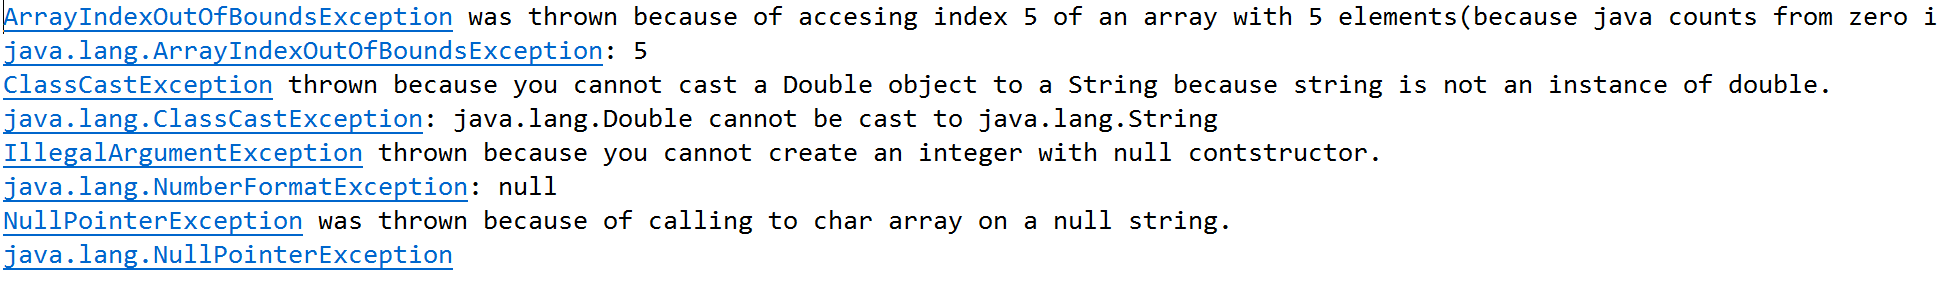 ArrayIndexOutOfBoundsException was thrown because of accesing index 5 of an array with 5 elements(because java counts from zero i
java.lang.ArrayIndexOutOfBoundsException: 5
ClassCastException thrown because you cannot cast a Double object to a String because string is not an instance of double.
java.lang.ClassCastException: java.lang.Double cannot be cast to java.lang.String
IllegalArgumentException thrown because you cannot create an integer with null contstructor.
java.lang.NumberFormatException: null
NullPointerException was thrown because of calling to char array on a null string.
java.lang.NullPointerException